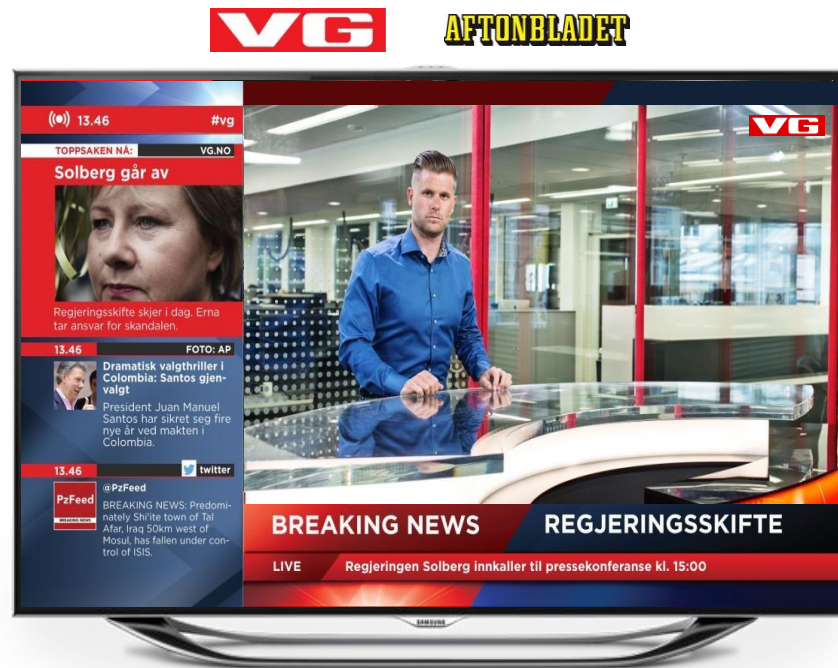 VG
AFTONBLADET
13.46
#vg
VG
TOPPSAKEN NÅ:
VG.NO
Solberg går av
Regjeringsskifte skjer i dag. Erna
tar ansvar for skandalen.
13.46
FOTO: AP
Dramatisk valgthriller i
Colombia: Santos gjen-
valgt
President Juan Manuel
Santos har sikret seg fire
nye år ved makten i
Colombia.
13.46
twitter
@PzFeed
PzFeed
BREAKING NEWS
BREAKING NEWS: Predomi-
nately Shi'ite town of Tal
Afar, Iraq 50km west of
Mosul, has fallen under con-
trol of ISIS.
BREAKING NEWS
REGJERINGSSKIFTE
LIVE
Regjeringen Solberg innkaller til pressekonferanse kl. 15:00
SAMSUNG